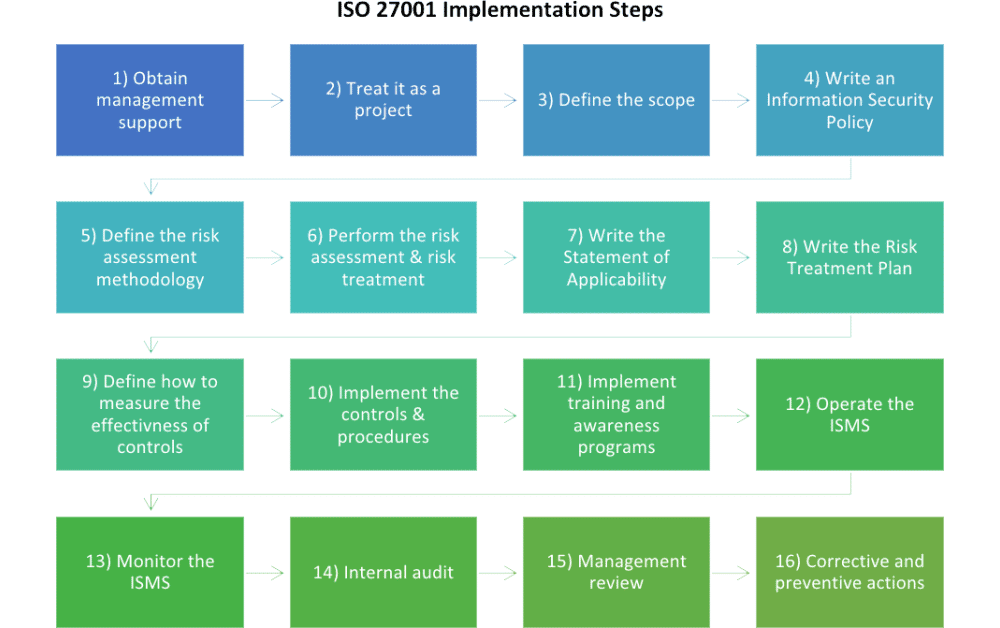 ISO 27001 Implementation Steps
1) Obtain
management
support
2) Treat it as a
project
3) Define the scope
4) Write an
Information Security
Policy
5) Define the risk
assessment
methodology
6) Perform the risk
assessment & risk
treatment
7) Write the
Statement of
Applicability
8) Write the Risk
Treatment Plan
9) Define how to
measure the
effectivness of
controls
10) Implement the
controls &
procedures
11) Implement
training and
awareness
programs
12) Operate the
ISMS
13) Monitor the
ISMS
14) Internal audit
15) Management
review
16) Corrective and
preventive actions